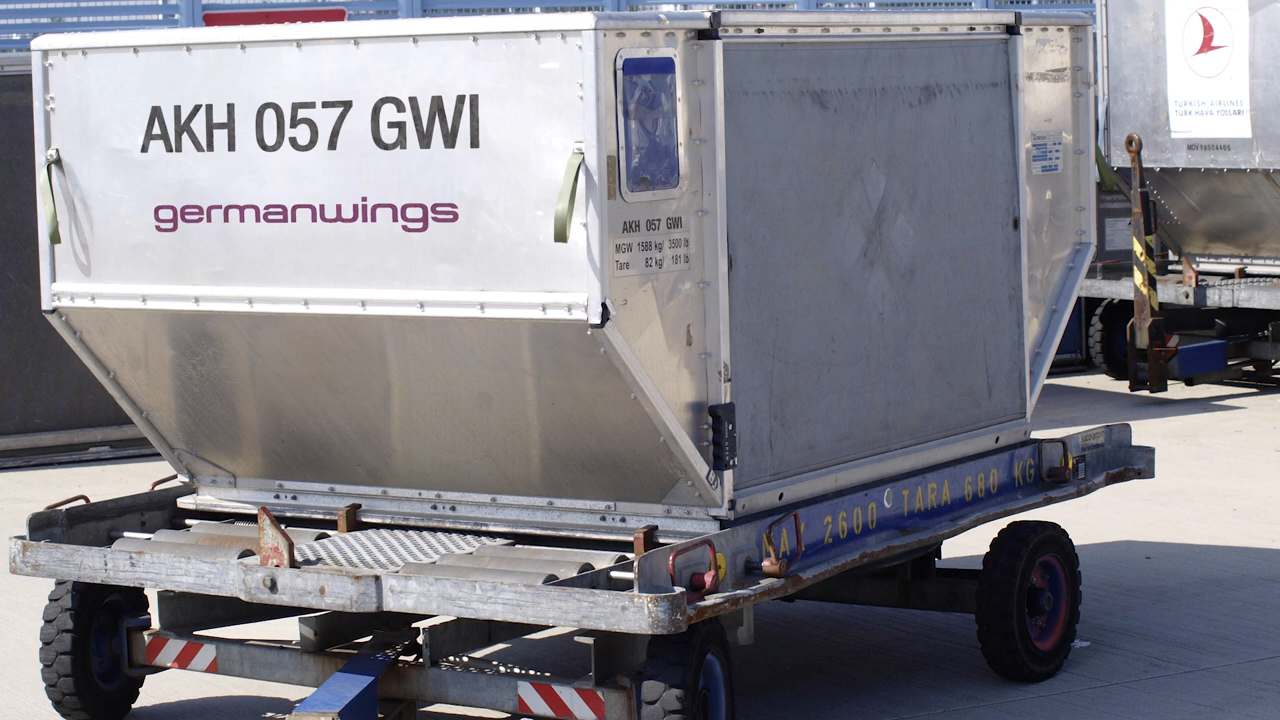 AKH 057 GWI
germanwings
AKH 057 GWI
MGW 1588 kg/ 3500 lb
Tare 82 kg/ 181 lb
MAX 2600 TARA 680 KG
TURKISH AIRLINES
TÜRK HAVA YOLLARI